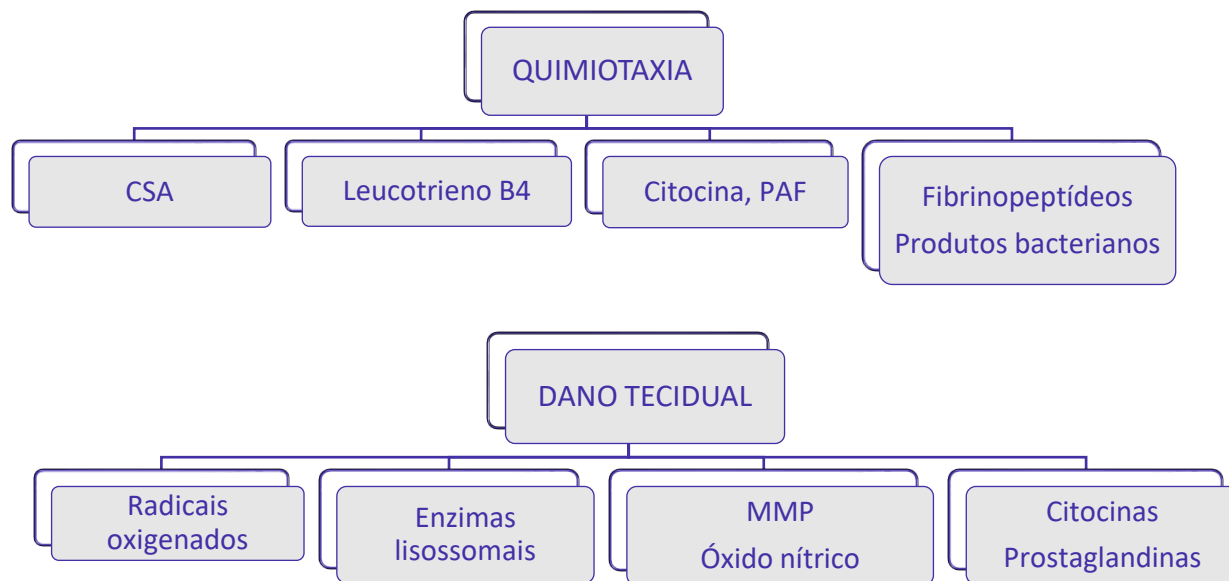 QUIMIOTAXIA
CSA
Leucotrieno B4
Citocina, PAF
Fibrinopeptídeos
Produtos bacterianos
DANO TECIDUAL
Radicais
oxigenados
Enzimas
lisossomais
MMP
Óxido nítrico
Citocinas
Prostaglandinas